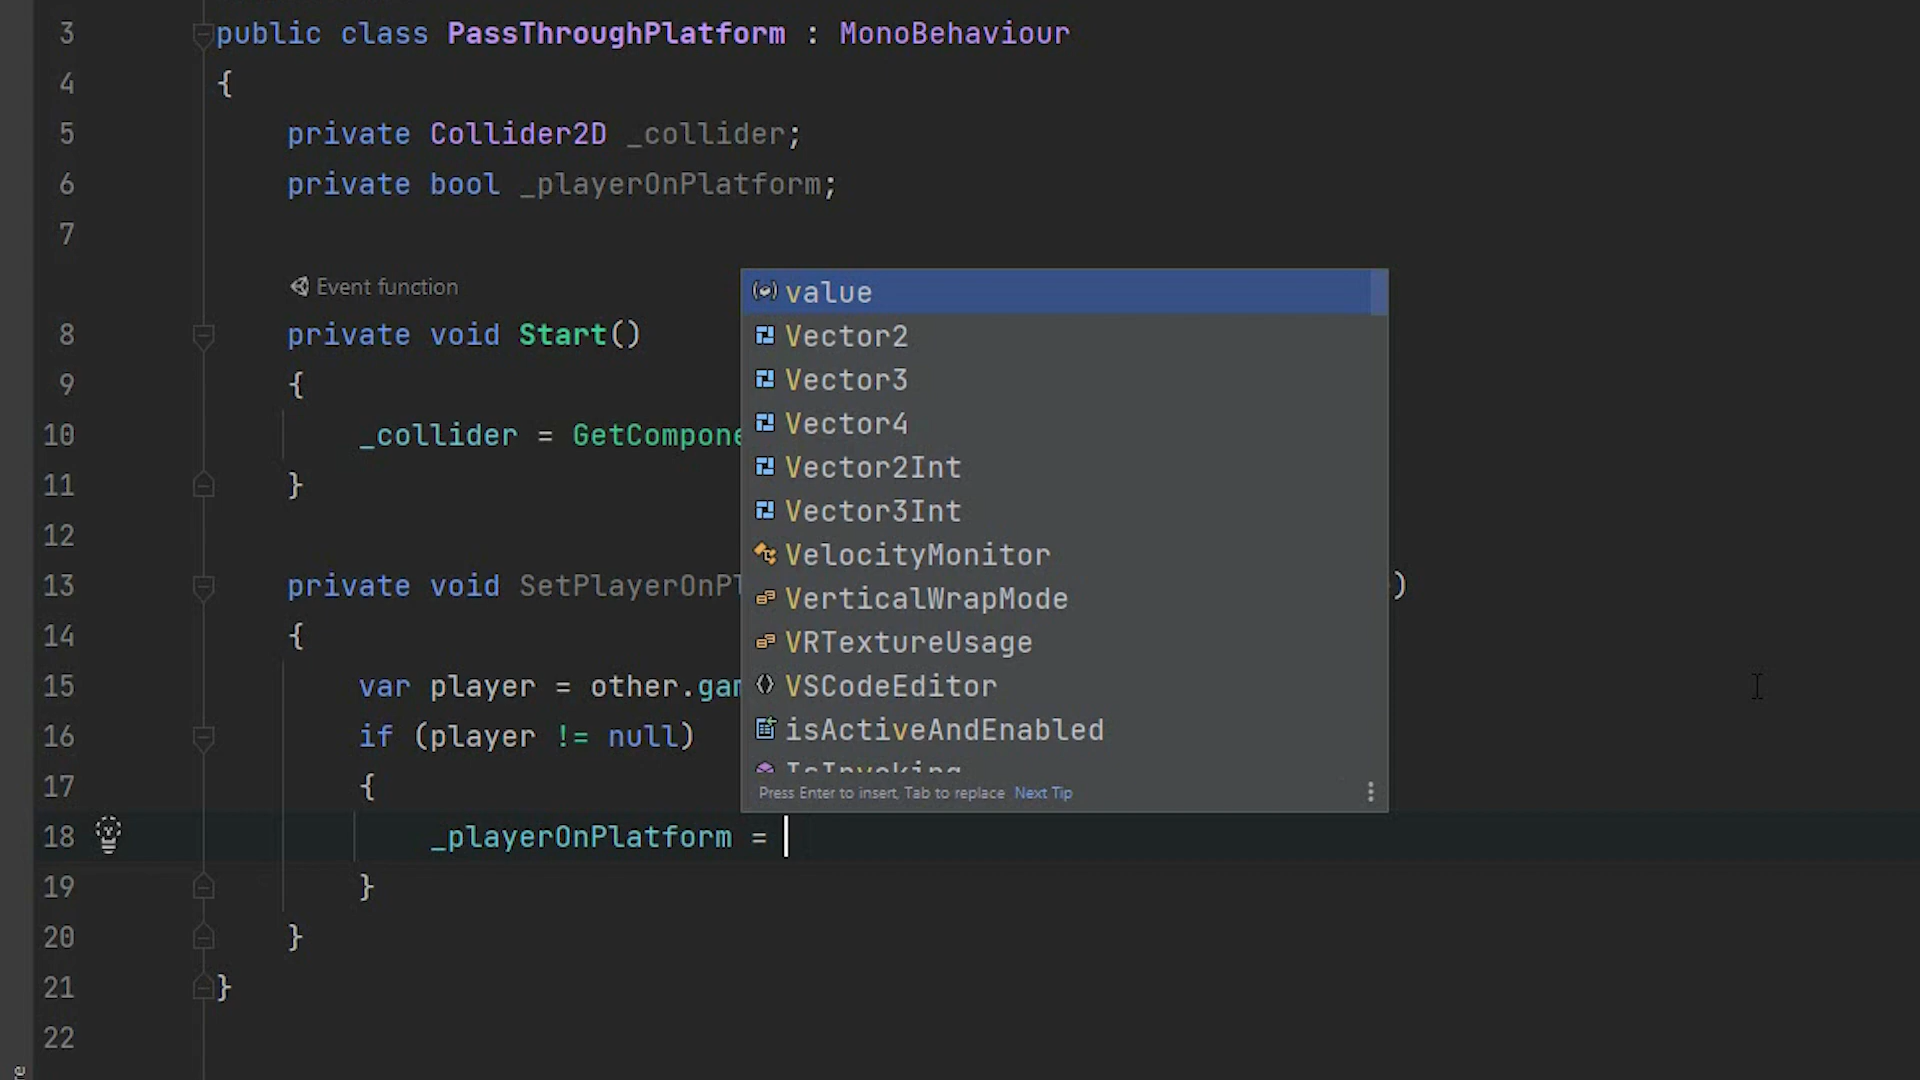 3 public class PassThroughPlatform : MonoBehaviour
4 {
5 private Collider2D _collider;
6 private bool _playerOnPlatform;
7
Event function
8 private void Start()
9 {
10 _collider = GetCompone
11 }
12
13 private void SetPlayerOnPl )
14 {
15 var player = other.gam
16 if (player != null)
17 {
18 _playerOnPlatform =
19 }
20 }
21 }
22
value
Vector2
Vector3
Vector4
Vector2Int
Vector3Int
VelocityMonitor
VerticalWrapMode
VRTextureUsage
VSCodeEditor
isActiveAndEnabled
IsInvoking
Press Enter to insert, Tab to replace Next Tip
re